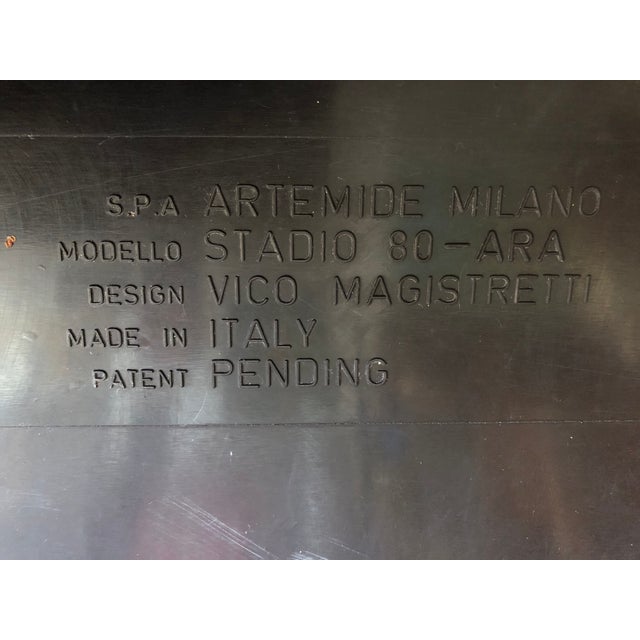 S.P.A ARTEMIDE MILANO
MODELLO STADIO 80-ARA
DESIGN VICO MAGISTRETTI
MADE IN ITALY
PATENT PENDING